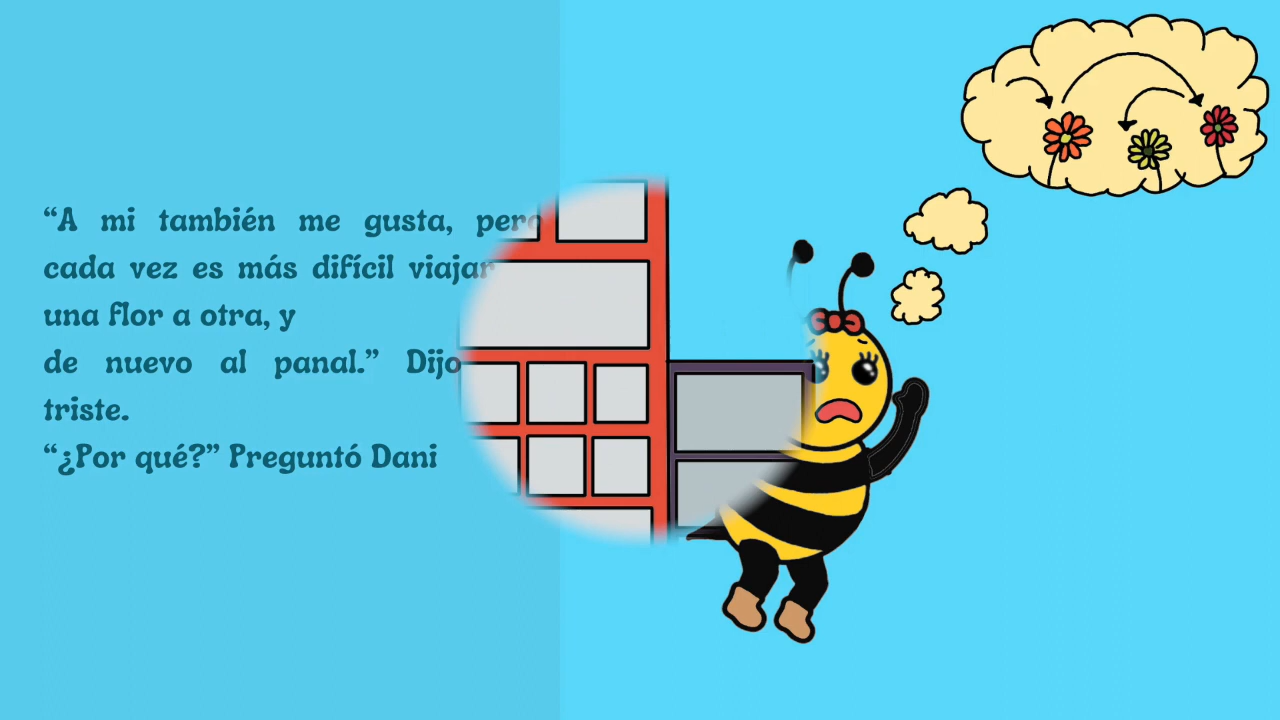 “A mi también me gusta, pero
cada vez es más difícil viajar
una flor a otra, y
de nuevo al panal.” Dijo
triste.
“¿Por qué?” Preguntó Dani